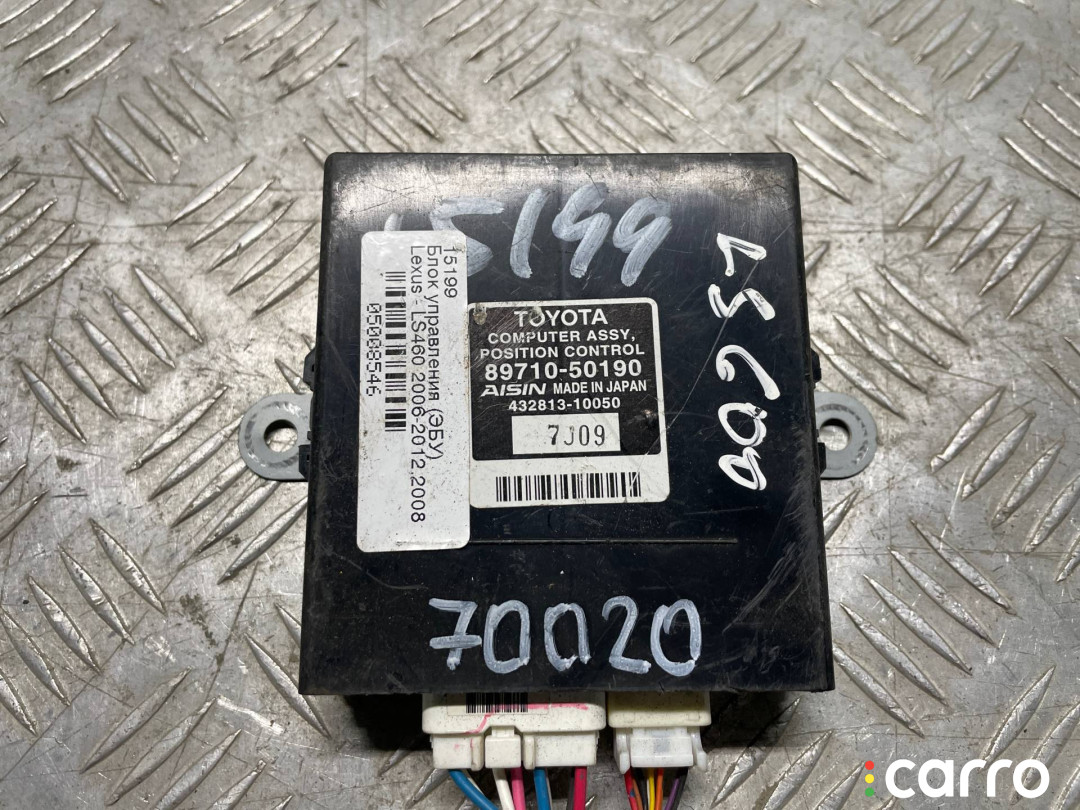 15199
15199
Блок управления (ЭБУ)
Lexus - LS460 2006-2012,2008
05008546
TOYOTA
COMPUTER ASSY,
POSITION CONTROL
89710-50190
AISIN MADE IN JAPAN
432813-10050
7J09
LS 600
70020
carro